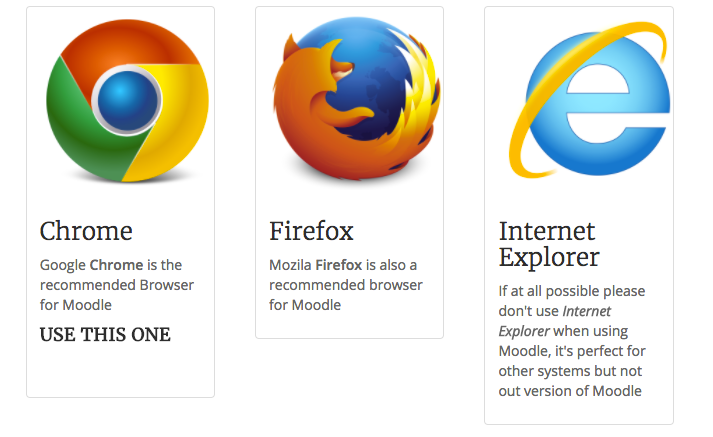 Chrome
Google Chrome is the
recommended Browser
for Moodle
USE THIS ONE
Firefox
Mozila Firefox is also a
recommended browser
for Moodle
Internet
Explorer
If at all possible please
don't use Internet
Explorer when using
Moodle, it's perfect for
other systems but not
out version of Moodle